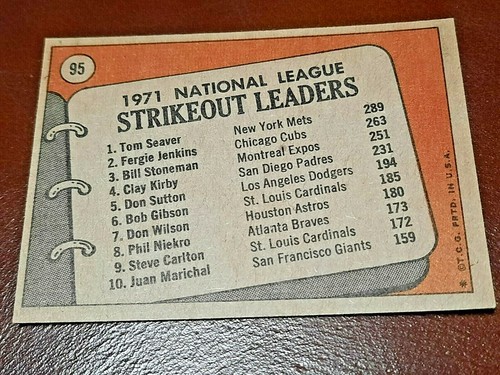 95
1971 NATIONAL LEAGUE
STRIKEOUT LEADERS
1. Tom Seaver New York Mets 289
2. Fergie Jenkins Chicago Cubs 263
3. Bill Stoneman Montreal Expos 251
4. Clay Kirby San Diego Padres 231
5. Don Sutton Los Angeles Dodgers 194
6. Bob Gibson St. Louis Cardinals 185
7. Don Wilson Houston Astros 180
8. Phil Niekro Atlanta Braves 173
9. Steve Carlton St. Louis Cardinals 172
10. Juan Marichal San Francisco Giants 159
* © T.C.G. PRTD. IN U.S.A.